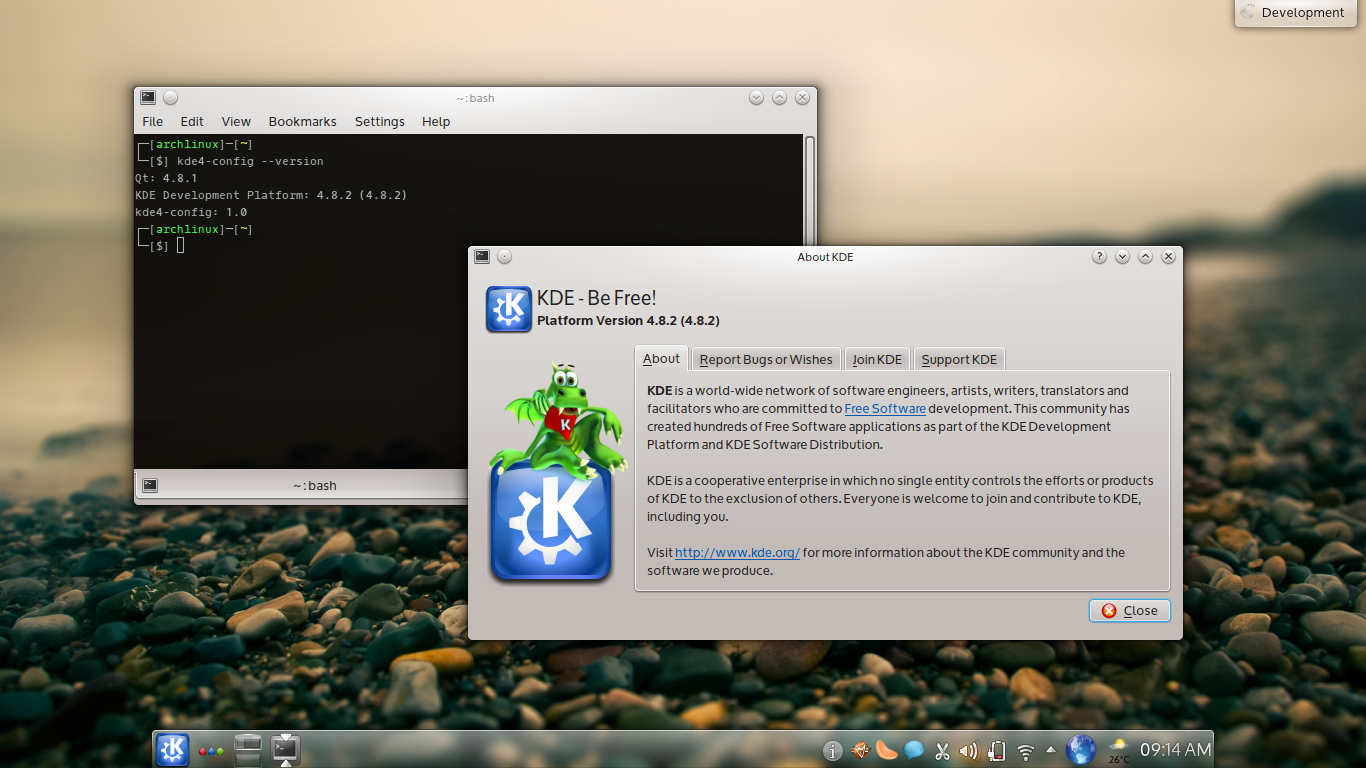 Development
~ : bash
File Edit View Bookmarks Settings Help
┌─[archlinux]─[~]
└─[$] kde4-config --version
Qt: 4.8.1
KDE Development Platform: 4.8.2 (4.8.2)
kde4-config: 1.0
┌─[archlinux]─[~]
└─[$]
~ : bash
About KDE
KDE - Be Free!
Platform Version 4.8.2 (4.8.2)
About Report Bugs or Wishes Join KDE Support KDE
KDE is a world-wide network of software engineers, artists, writers, translators and
facilitators who are committed to Free Software development. This community has
created hundreds of Free Software applications as part of the KDE Development
Platform and KDE Software Distribution.
KDE is a cooperative enterprise in which no single entity controls the efforts or products
of KDE to the exclusion of others. Everyone is welcome to join and contribute to KDE,
including you.
Visit http://www.kde.org/ for more information about the KDE community and the
software we produce.
Close
26°C
09:14 AM